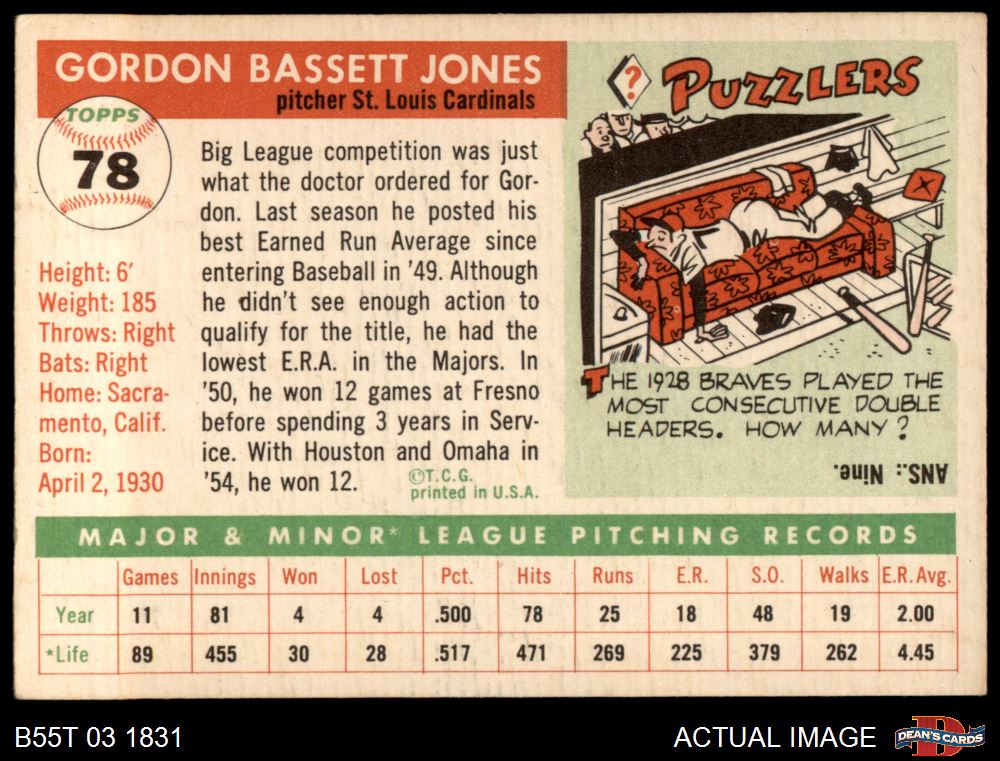 GORDON BASSETT JONES
pitcher St. Louis Cardinals
TOPPS
78
Height: 6′
Weight: 185
Throws: Right
Bats: Right
Home: Sacra-
mento, Calif.
Born:
April 2, 1930
Big League competition was just
what the doctor ordered for Gor-
don. Last season he posted his
best Earned Run Average since
entering Baseball in '49. Although
he didn't see enough action to
qualify for the title, he had the
lowest E.R.A. in the Majors. In
'50, he won 12 games at Fresno
before spending 3 years in Serv-
ice. With Houston and Omaha in
'54, he won 12.
©T.C.G.
printed in U.S.A.
?
PUZZLERS
THE 1928 BRAVES PLAYED THE
MOST CONSECUTIVE DOUBLE
HEADERS. HOW MANY?
ANS.: Nine.
MAJOR & MINOR* LEAGUE PITCHING RECORDS
Games Innings Won Lost Pct. Hits Runs E.R. S.O. Walks E.R. Avg.
Year 11 81 4 4 .500 78 25 18 48 19 2.00
*Life 89 455 30 28 .517 471 269 225 379 262 4.45
B55T 03 1831
ACTUAL IMAGE
DEAN'S CARDS